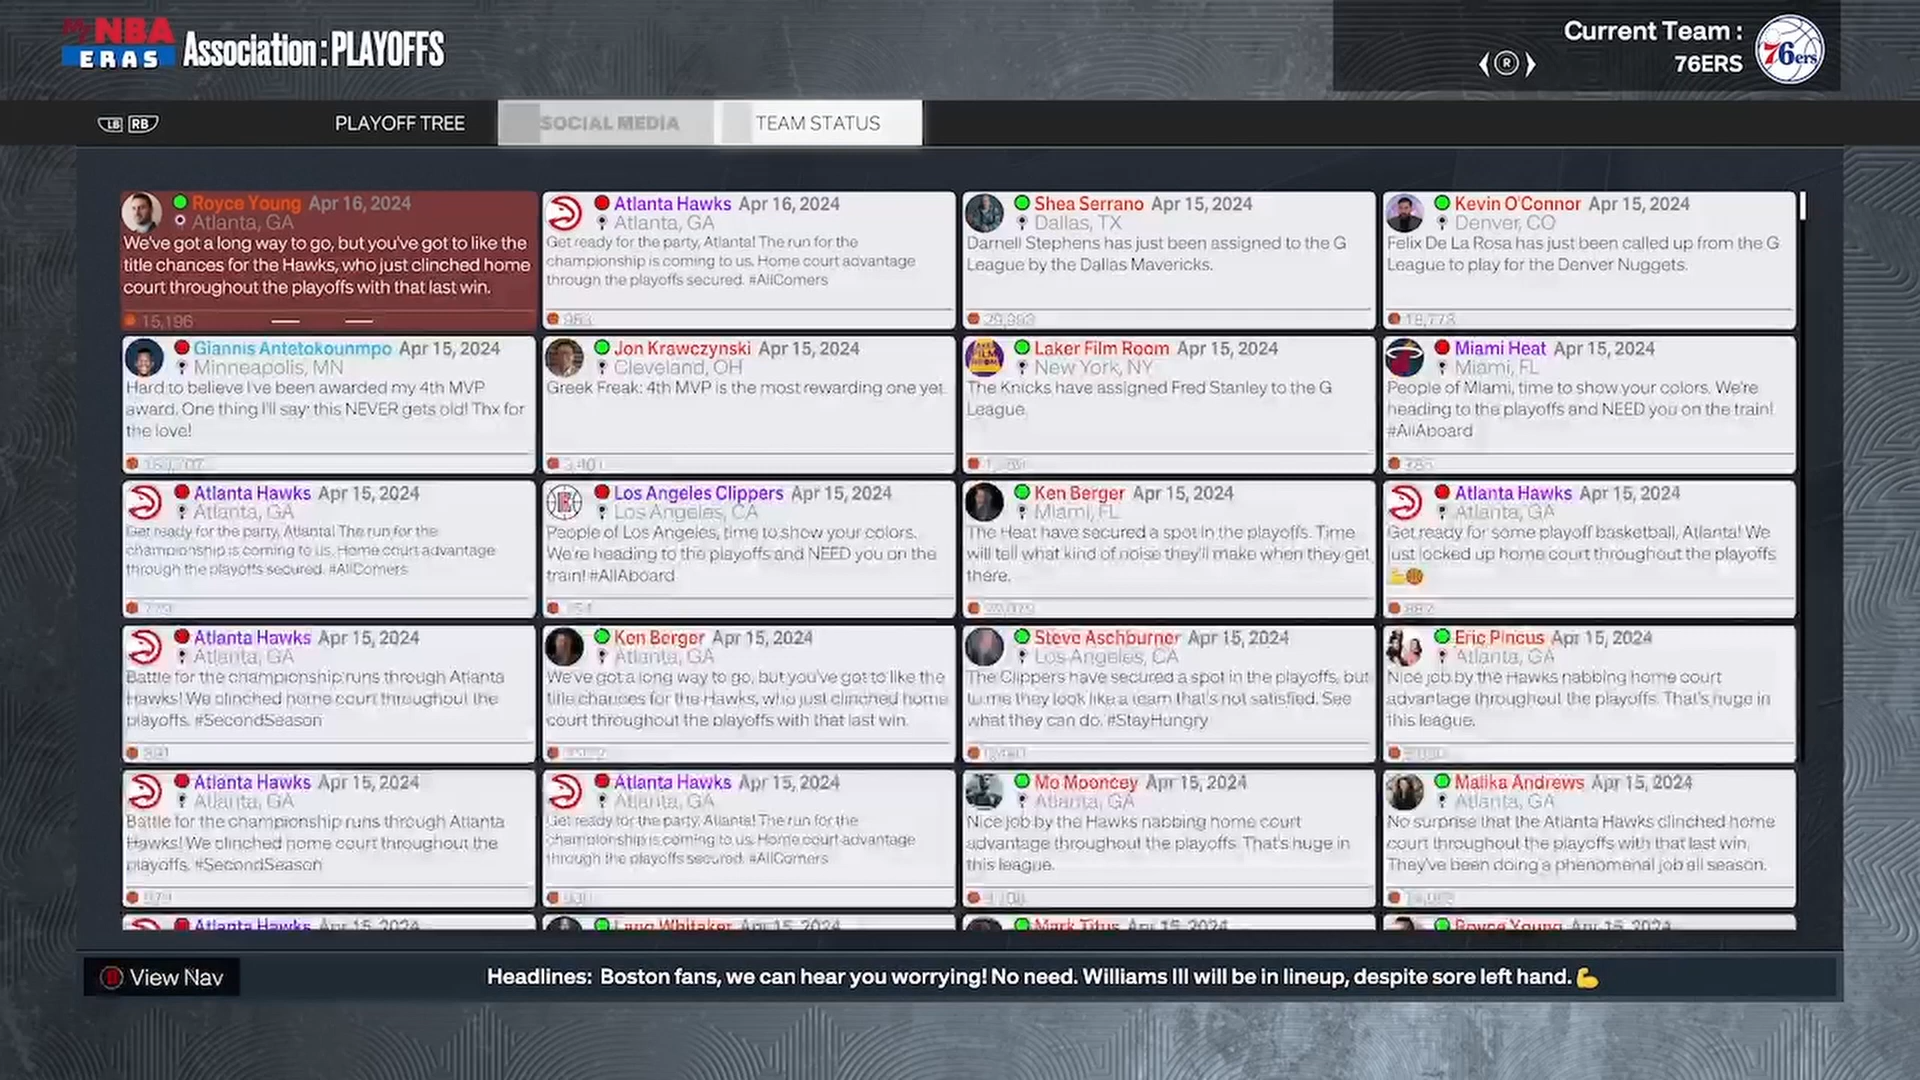 My NBA
ERAS
Association : PLAYOFFS
Current Team :
76ERS
R
76ers
LB RB
PLAYOFF TREE
SOCIAL MEDIA
TEAM STATUS
Royce Young Apr 16, 2024
Atlanta, GA
We've got a long way to go, but you've got to like the
title chances for the Hawks, who just clinched home
court throughout the playoffs with that last win.
15,196
Atlanta Hawks Apr 16, 2024
Atlanta, GA
Get ready for the party, Atlanta! The run for the
championship is coming to us. Home court advantage
through the playoffs secured. #AllComers
Shea Serrano Apr 15, 2024
Dallas, TX
Darnell Stephens has just been assigned to the G
League by the Dallas Mavericks.
Kevin O'Connor Apr 15, 2024
Denver, CO
Felix De La Rosa has just been called up from the G
League to play for the Denver Nuggets.
Giannis Antetokounmpo Apr 15, 2024
Minneapolis, MN
Hard to believe I've been awarded my 4th MVP
award. One thing I'll say: this NEVER gets old! Thx for
the love!
Jon Krawczynski Apr 15, 2024
Cleveland, OH
Greek Freak: 4th MVP is the most rewarding one yet.
Laker Film Room Apr 15, 2024
New York, NY
The Knicks have assigned Fred Stanley to the G
League.
Miami Heat Apr 15, 2024
Miami, FL
People of Miami, time to show your colors. We're
heading to the playoffs and NEED you on the train!
#AllAboard
Atlanta Hawks Apr 15, 2024
Atlanta, GA
Get ready for the party, Atlanta! The run for the
championship is coming to us. Home court advantage
through the playoffs secured. #AllComers
Los Angeles Clippers Apr 15, 2024
Los Angeles, CA
People of Los Angeles, time to show your colors.
We're heading to the playoffs and NEED you on the
train! #AllAboard
Ken Berger Apr 15, 2024
Miami, FL
The Heat have secured a spot in the playoffs. Time
will tell what kind of noise they'll make when they get
there.
Atlanta Hawks Apr 15, 2024
Atlanta, GA
Get ready for some playoff basketball, Atlanta! We
just locked up home court throughout the playoffs
💪🏀
Atlanta Hawks Apr 15, 2024
Atlanta, GA
Battle for the championship runs through Atlanta
Hawks! We clinched home court throughout the
playoffs. #SecondSeason
Ken Berger Apr 15, 2024
Atlanta, GA
We've got a long way to go, but you've got to like the
title chances for the Hawks, who just clinched home
court throughout the playoffs with that last win.
Steve Aschburner Apr 15, 2024
Los Angeles, CA
The Clippers have secured a spot in the playoffs, but
to me they look like a team that's not satisfied. See
what they can do. #StayHungry
Eric Pincus Apr 15, 2024
Atlanta, GA
Nice job by the Hawks nabbing home court
advantage throughout the playoffs. That's huge in
this league.
Atlanta Hawks Apr 15, 2024
Atlanta, GA
Battle for the championship runs through Atlanta
Hawks! We clinched home court throughout the
playoffs. #SecondSeason
Atlanta Hawks Apr 15, 2024
Atlanta, GA
Get ready for the party, Atlanta! The run for the
championship is coming to us. Home court advantage
through the playoffs secured. #AllComers
Mo Mooncey Apr 15, 2024
Atlanta, GA
Nice job by the Hawks nabbing home court
advantage throughout the playoffs. That's huge in
this league.
Malika Andrews Apr 15, 2024
Atlanta, GA
No surprise that the Atlanta Hawks clinched home
court throughout the playoffs with that last win.
They've been doing a phenomenal job all season.
Atlanta Hawks Apr 15, 2024
Lang Whitaker Apr 15, 2024
Mark Titus Apr 15, 2024
Royce Young Apr 15, 2024
B View Nav
Headlines: Boston fans, we can hear you worrying! No need. Williams III will be in lineup, despite sore left hand. 💪